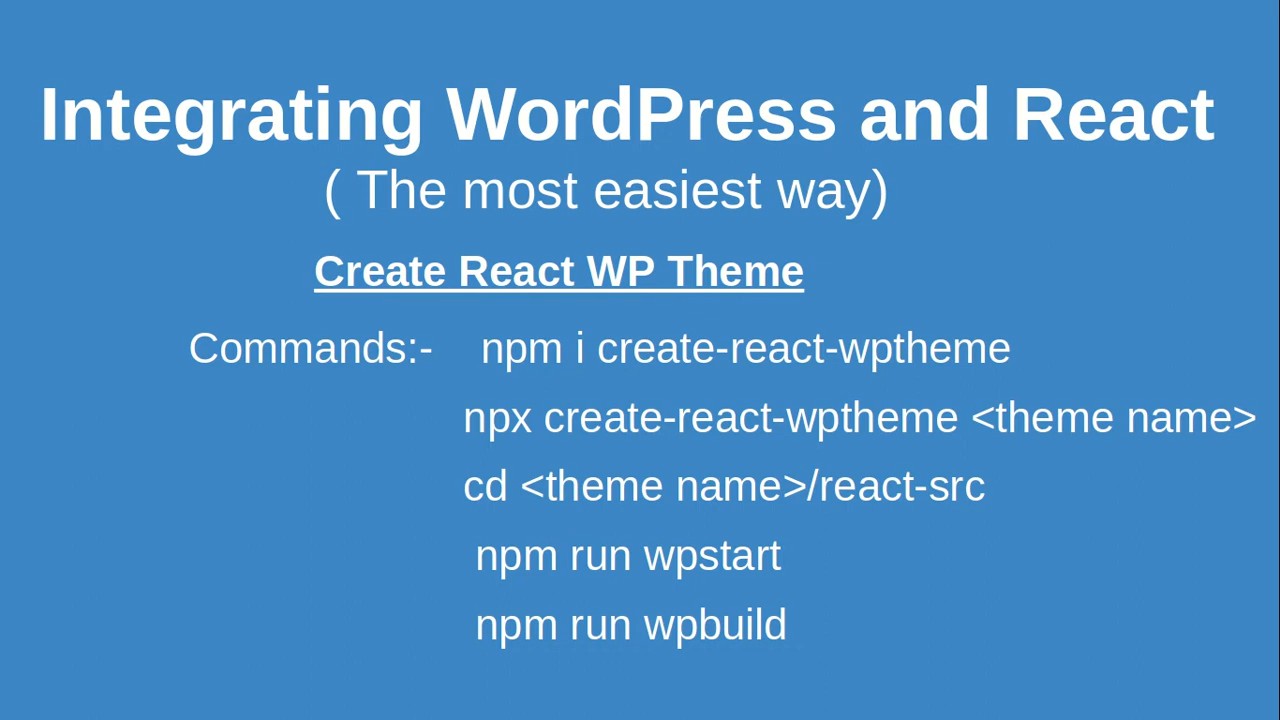 Integrating WordPress and React
( The most easiest way)
Create React WP Theme
Commands:- npm i create-react-wptheme
npx create-react-wptheme <theme name>
cd <theme name>/react-src
npm run wpstart
npm run wpbuild